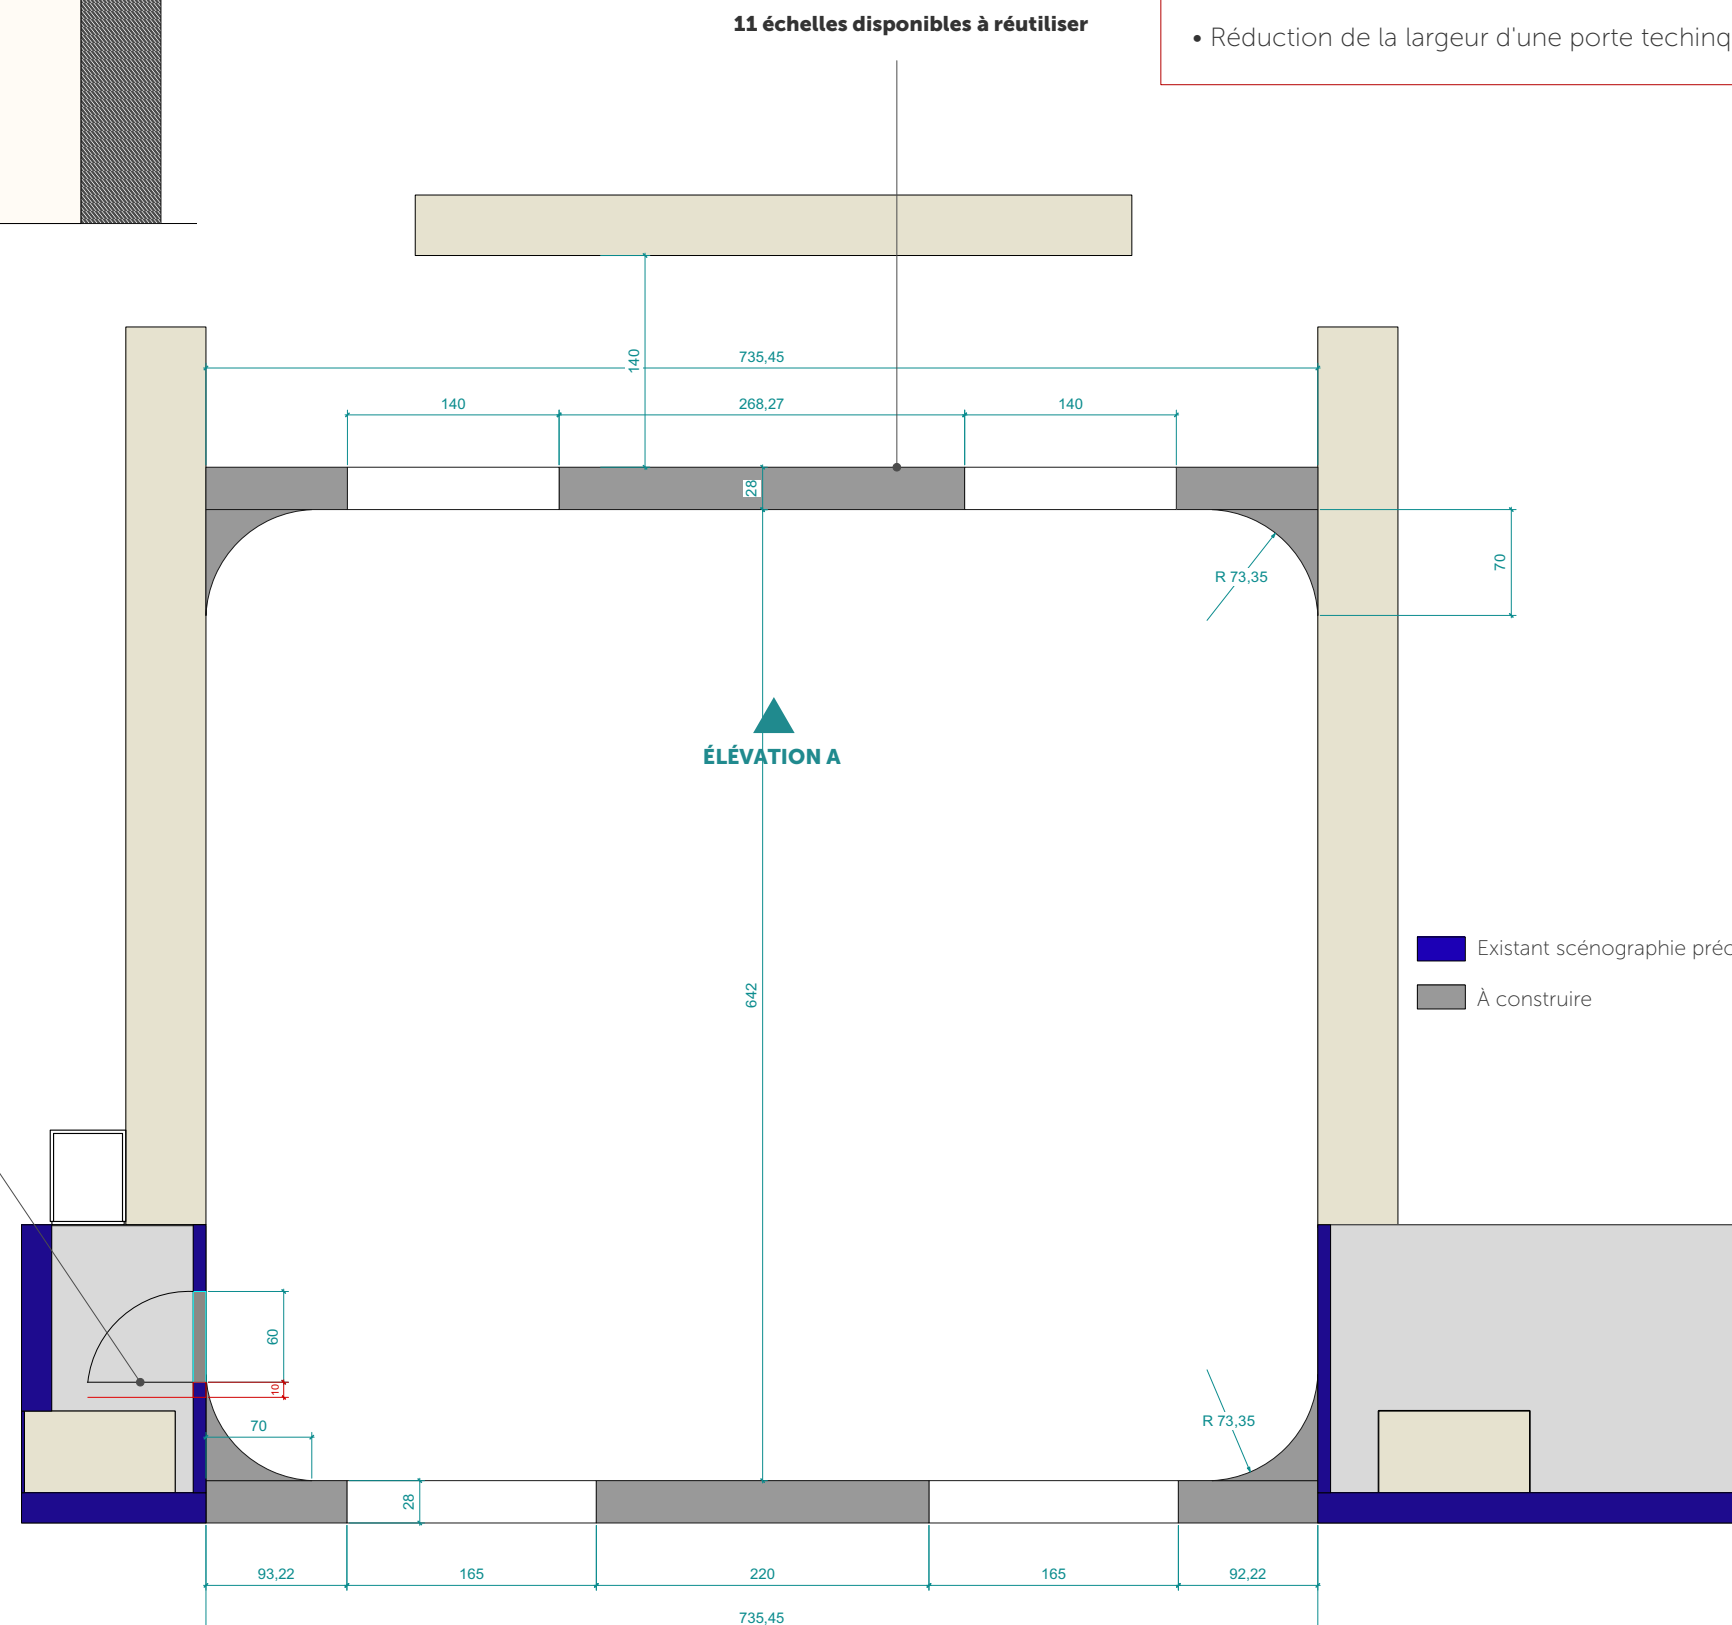 11 échelles disponibles à réutiliser
• Réduction de la largeur d'une porte techinq
140
735,45
140
268,27
140
28
R 73,35
70
ÉLÉVATION A
642
Existant scénographie préc
À construire
60
10
70
R 73,35
28
93,22
165
220
165
92,22
735,45